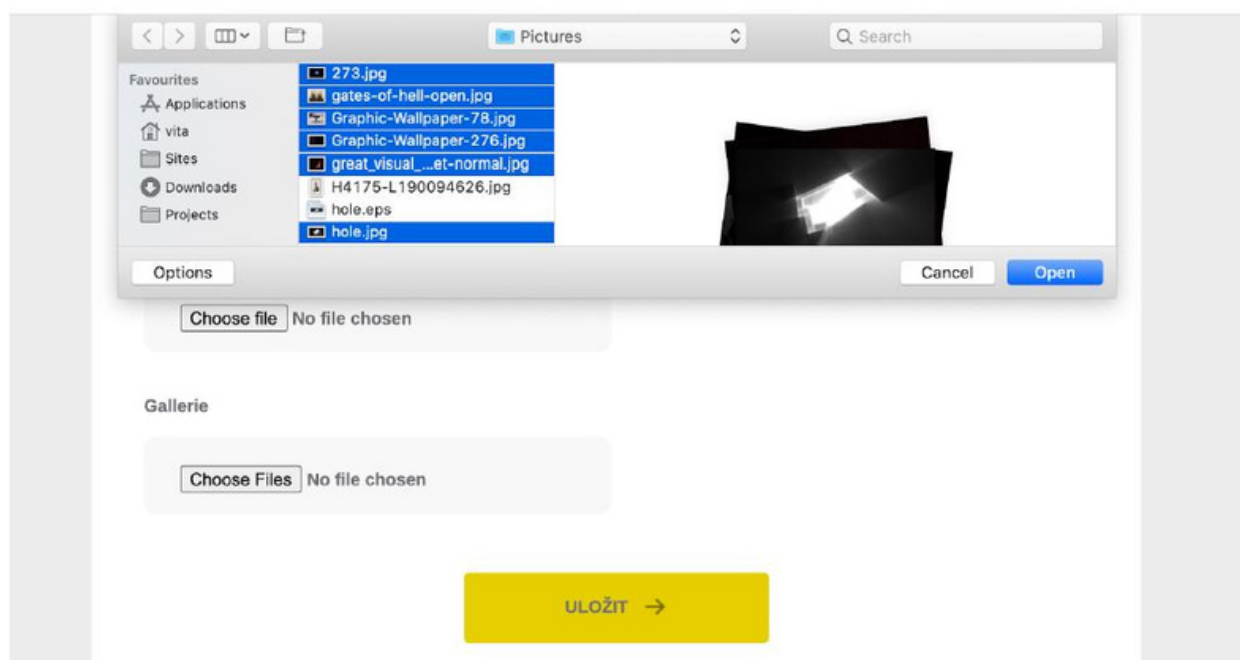 Pictures
Search
Favourites
Applications
vita
Sites
Downloads
Projects
273.jpg
gates-of-hell-open.jpg
Graphic-Wallpaper-78.jpg
Graphic-Wallpaper-276.jpg
great_visual_...et-normal.jpg
H4175-L190094626.jpg
hole.eps
hole.jpg
Options
Cancel
Open
Choose file No file chosen
Gallerie
Choose Files No file chosen
ULOŽIT →